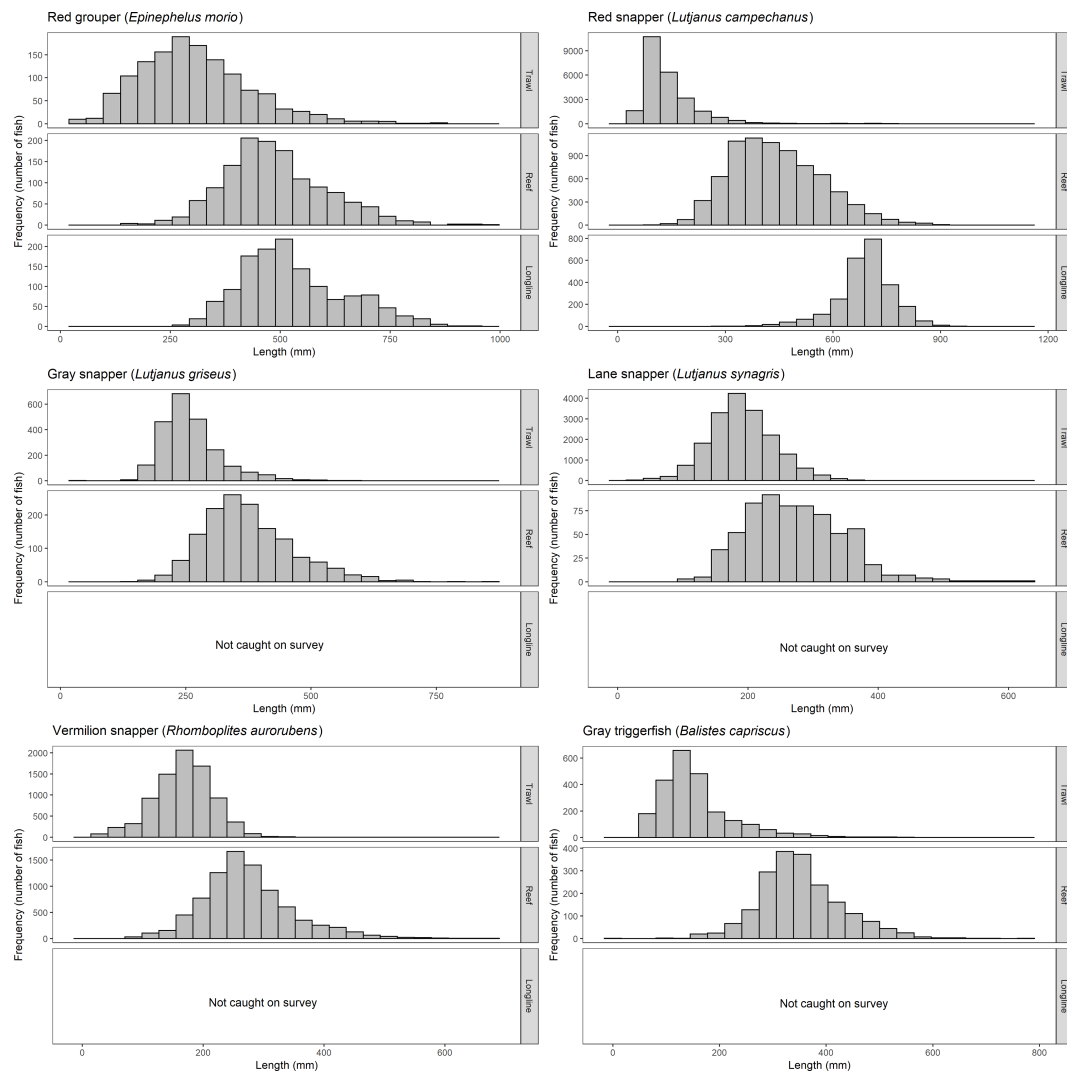 Red grouper (Epinephelus morio)
Frequency (number of fish)
150
100
50
0
Trawl
200
150
100
50
0
Reef
200
150
100
50
0
Longline
0 250 500 750 1000
Length (mm)
Red snapper (Lutjanus campechanus)
Frequency (number of fish)
9000
6000
3000
0
Trawl
900
600
300
0
Reef
800
600
400
200
0
Longline
0 300 600 900 1200
Length (mm)
Gray snapper (Lutjanus griseus)
Frequency (number of fish)
600
400
200
0
Trawl
200
100
0
Reef
Not caught on survey
Longline
0 250 500 750
Length (mm)
Lane snapper (Lutjanus synagris)
Frequency (number of fish)
4000
3000
2000
1000
0
Trawl
75
50
25
0
Reef
Not caught on survey
Longline
0 200 400 600
Length (mm)
Vermilion snapper (Rhomboplites aurorubens)
Frequency (number of fish)
2000
1500
1000
500
0
Trawl
1500
1000
500
0
Reef
Not caught on survey
Longline
0 200 400 600
Length (mm)
Gray triggerfish (Balistes capriscus)
Frequency (number of fish)
600
400
200
0
Trawl
400
300
200
100
0
Reef
Not caught on survey
Longline
0 200 400 600 800
Length (mm)